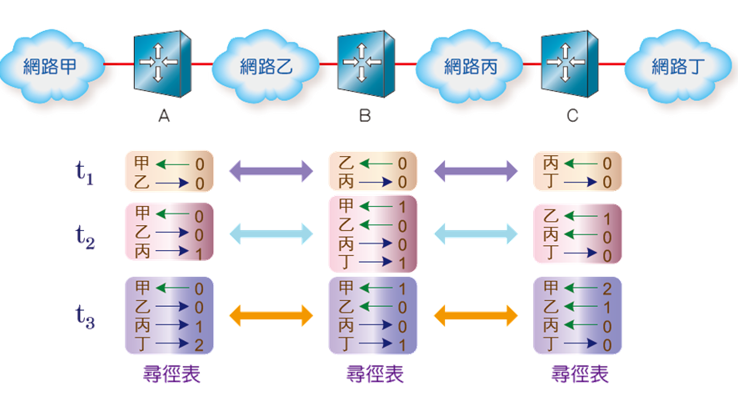 網路甲 網路乙 網路丙 網路丁
A B C
t1
甲 0 乙 0 丙 0
乙 0 丙 0 丁 0
t2
甲 0 甲 1 乙 1
乙 0 乙 0 丙 0
丙 1 丙 0 丁 0
丁 1
t3
甲 0 甲 1 甲 2
乙 0 乙 0 乙 1
丙 1 丙 0 丙 0
丁 2 丁 1 丁 0
尋徑表 尋徑表 尋徑表